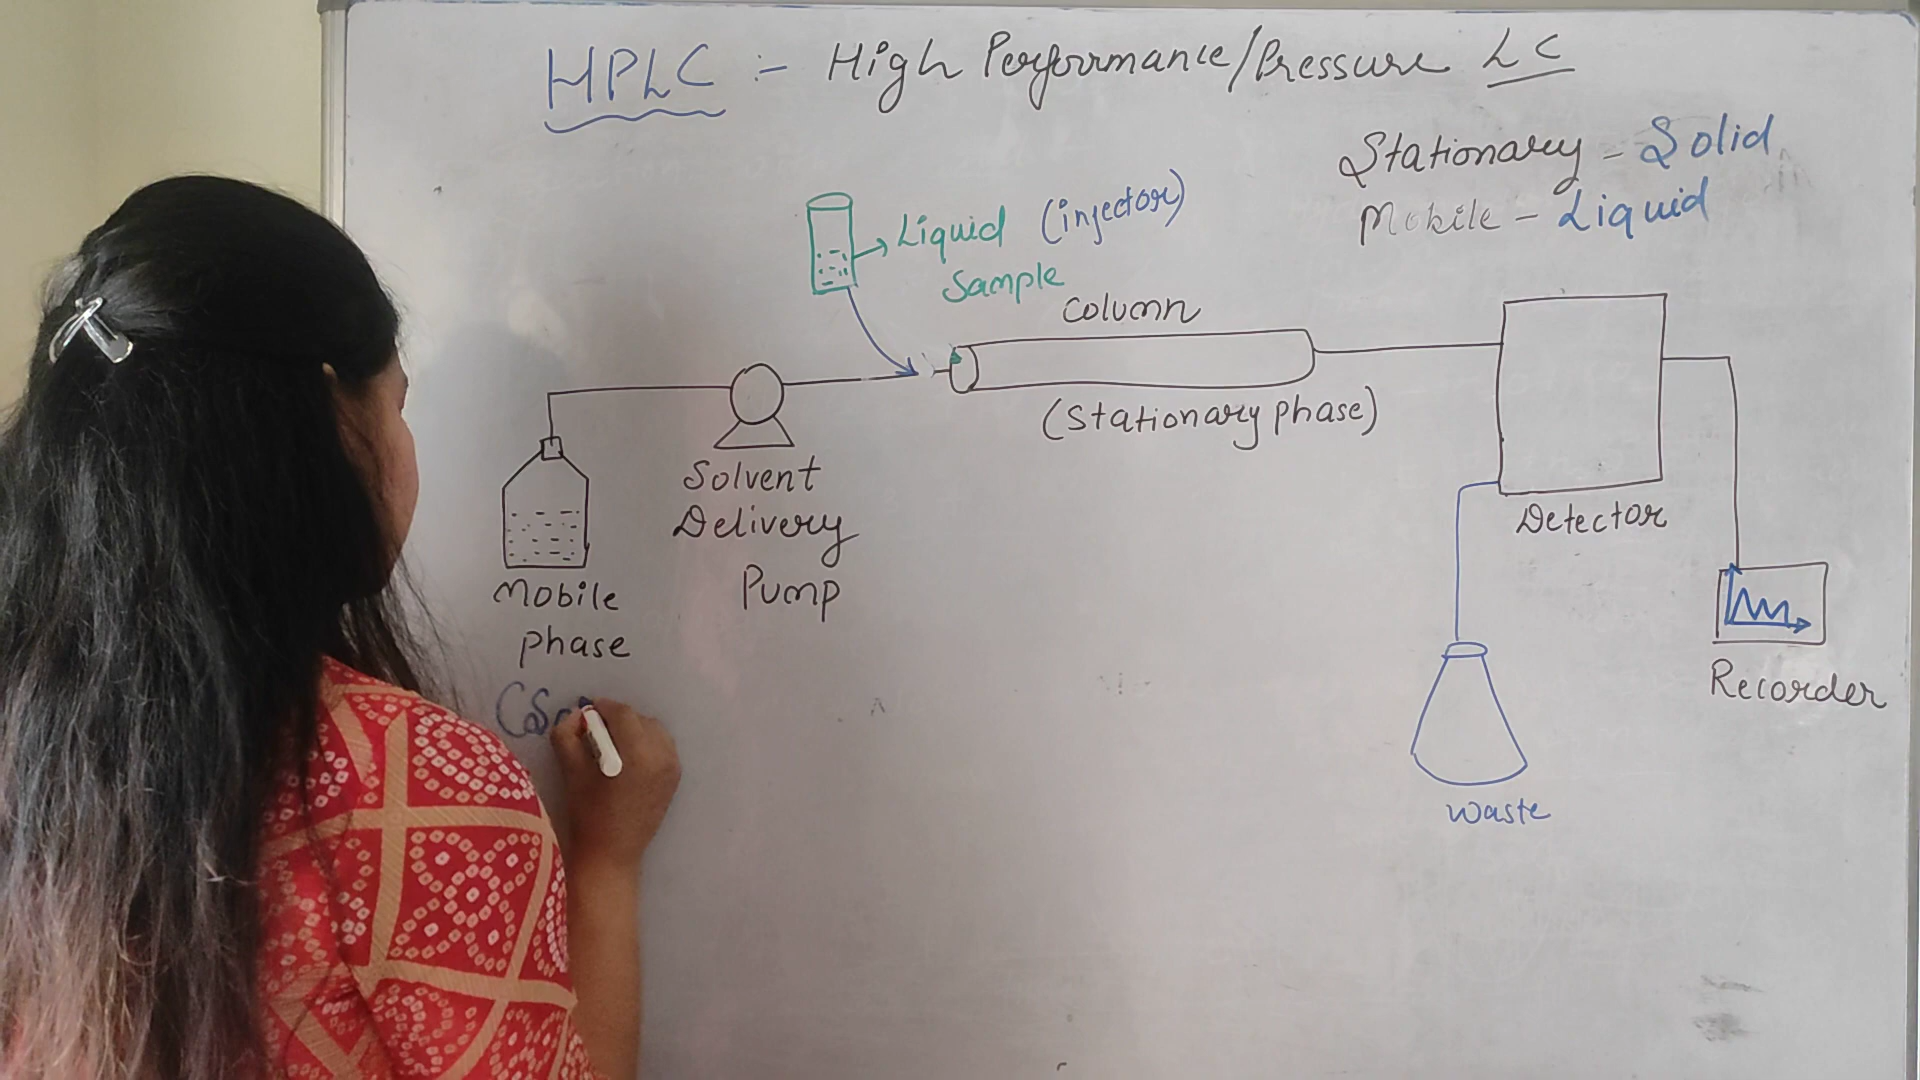 HPLC :- High Performance/Pressure LC
Stationary - Solid
Mobile - Liquid
Liquid (injector)
Sample
Column
(Stationary phase)
Solvent
Delivery
Pump
Detector
Mobile
phase
Recorder
Waste